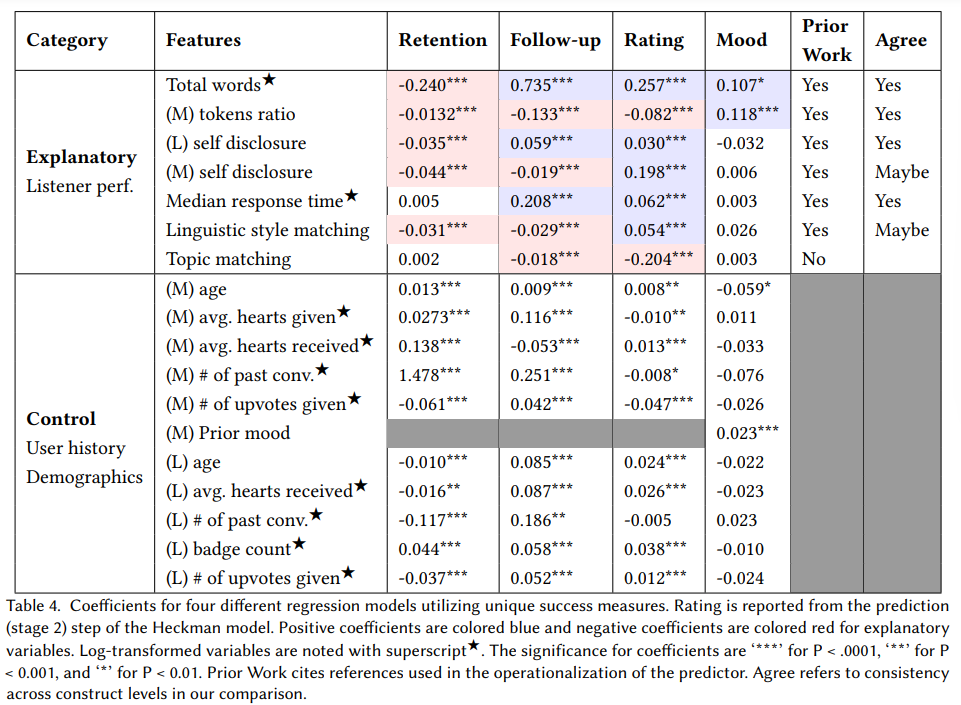 Category Features Retention Follow-up Rating Mood Prior Work Agree
Explanatory
Listener perf.
Total words★ -0.240*** 0.735*** 0.257*** 0.107* Yes Yes
(M) tokens ratio -0.0132*** -0.133*** -0.082*** 0.118*** Yes Yes
(L) self disclosure -0.035*** 0.059*** 0.030*** -0.032 Yes Yes
(M) self disclosure -0.044*** -0.019*** 0.198*** 0.006 Yes Maybe
Median response time★ 0.005 0.208*** 0.062*** 0.003 Yes Yes
Linguistic style matching -0.031*** -0.029*** 0.054*** 0.026 Yes Maybe
Topic matching 0.002 -0.018*** -0.204*** 0.003 No
Control
User history
Demographics
(M) age 0.013*** 0.009*** 0.008** -0.059*
(M) avg. hearts given★ 0.0273*** 0.116*** -0.010** 0.011
(M) avg. hearts received★ 0.138*** -0.053*** 0.013*** -0.033
(M) # of past conv.★ 1.478*** 0.251*** -0.008* -0.076
(M) # of upvotes given★ -0.061*** 0.042*** -0.047*** -0.026
(M) Prior mood 0.023***
(L) age -0.010*** 0.085*** 0.024*** -0.022
(L) avg. hearts received★ -0.016** 0.087*** 0.026*** -0.023
(L) # of past conv.★ -0.117*** 0.186** -0.005 0.023
(L) badge count★ 0.044*** 0.058*** 0.038*** -0.010
(L) # of upvotes given★ -0.037*** 0.052*** 0.012*** -0.024
Table 4. Coefficients for four different regression models utilizing unique success measures. Rating is reported from the prediction
(stage 2) step of the Heckman model. Positive coefficients are colored blue and negative coefficients are colored red for explanatory
variables. Log-transformed variables are noted with superscript★. The significance for coefficients are ‘***’ for P < .0001, ‘**’ for P
< 0.001, and ‘*’ for P < 0.01. Prior Work cites references used in the operationalization of the predictor. Agree refers to consistency
across construct levels in our comparison.